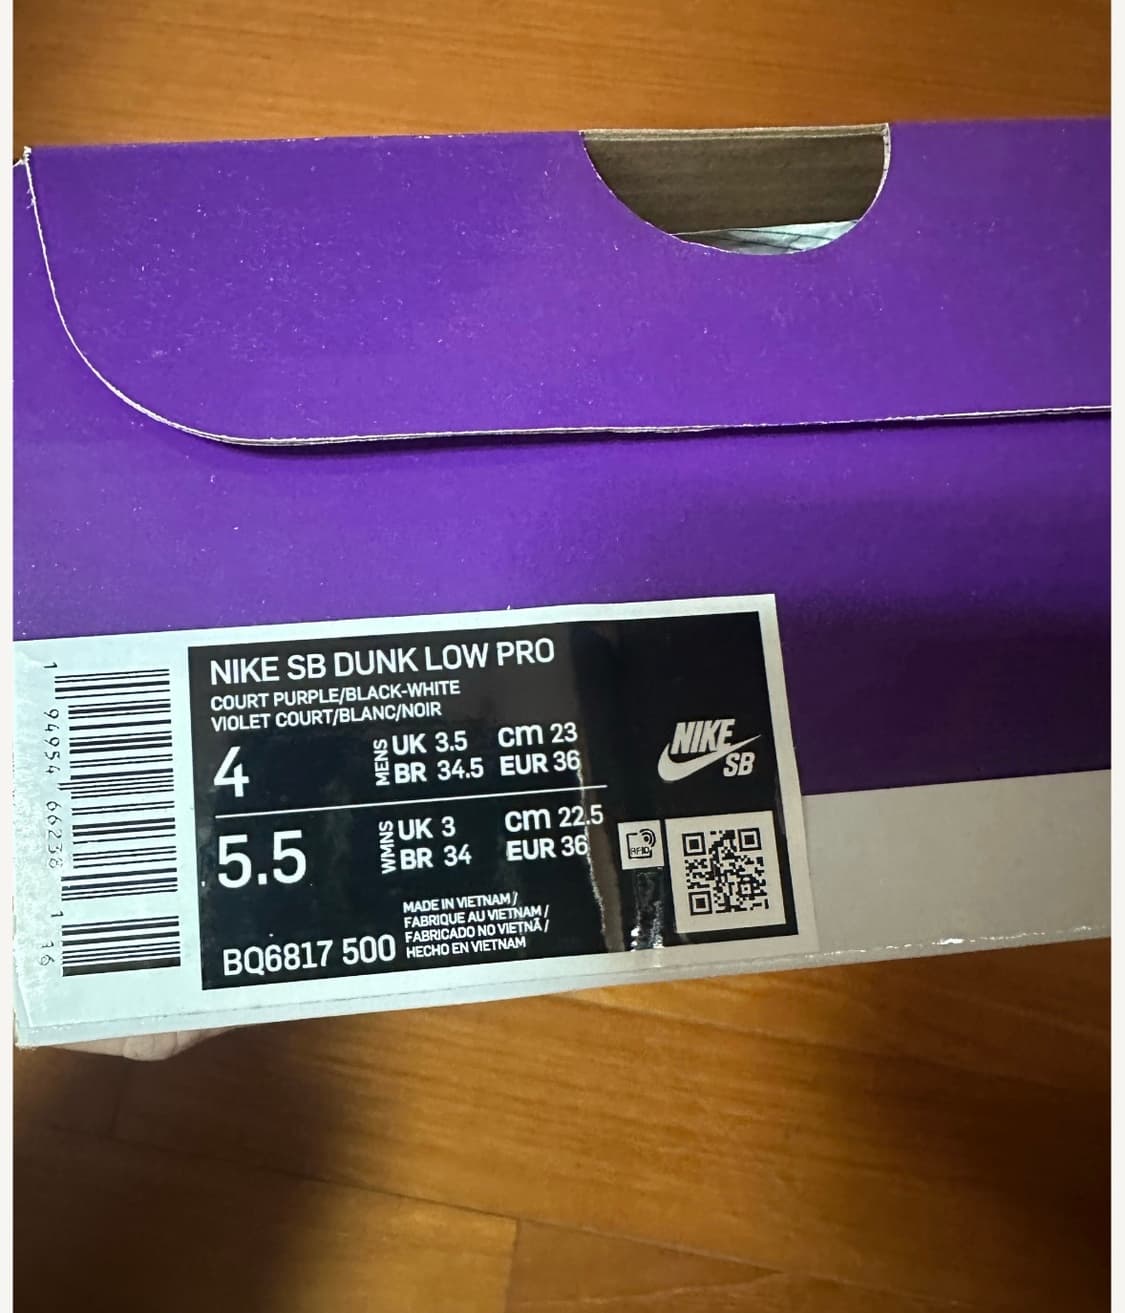 NIKE SB DUNK LOW PRO
COURT PURPLE/BLACK-WHITE
VIOLET COURT/BLANC/NOIR
4
MENS
UK 3.5 cm 23
BR 34.5 EUR 36
5.5
WMNS
UK 3 cm 22.5
BR 34 EUR 36
MADE IN VIETNAM/
FABRIQUE AU VIETNAM/
FABRICADO NO VIETNÃ/
HECHO EN VIETNAM
BQ6817 500
NIKE
SB
RFID
1 94954 66238 1 16